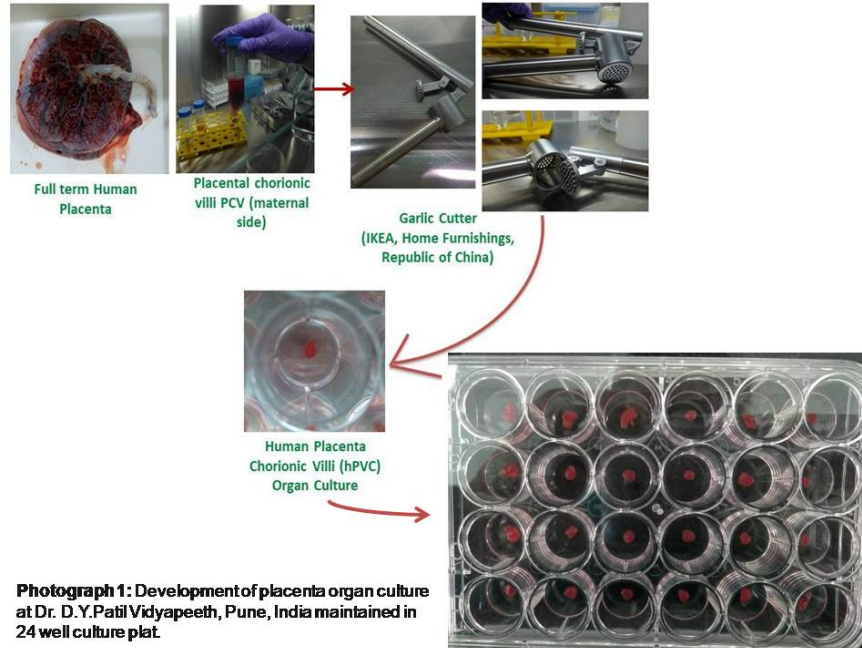 Full term Human
Placenta
Placental chorionic
villi PCV (maternal
side)
Garlic Cutter
(IKEA, Home Furnishings,
Republic of China)
Human Placenta
Chorionic Villi (hPVC)
Organ Culture
Photograph 1: Development of placenta organ culture
at Dr. D.Y.Patil Vidyapeeth, Pune, India maintained in
24 well culture plat.